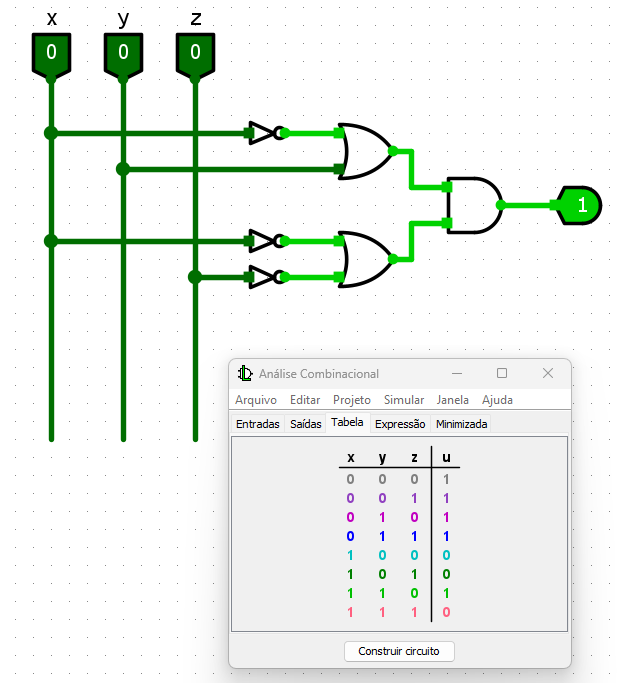 x y z
0 0 0
1
Análise Combinacional
Arquivo Editar Projeto Simular Janela Ajuda
Entradas Saídas Tabela Expressão Minimizada
x y z u
0 0 0 1
0 0 1 1
0 1 0 1
0 1 1 1
1 0 0 0
1 0 1 0
1 1 0 1
1 1 1 0
Construir circuito